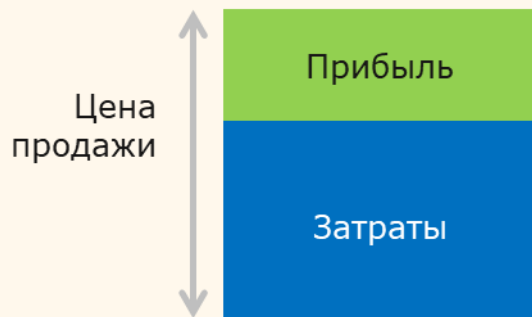 Прибыль
Цена
продажи
Затраты